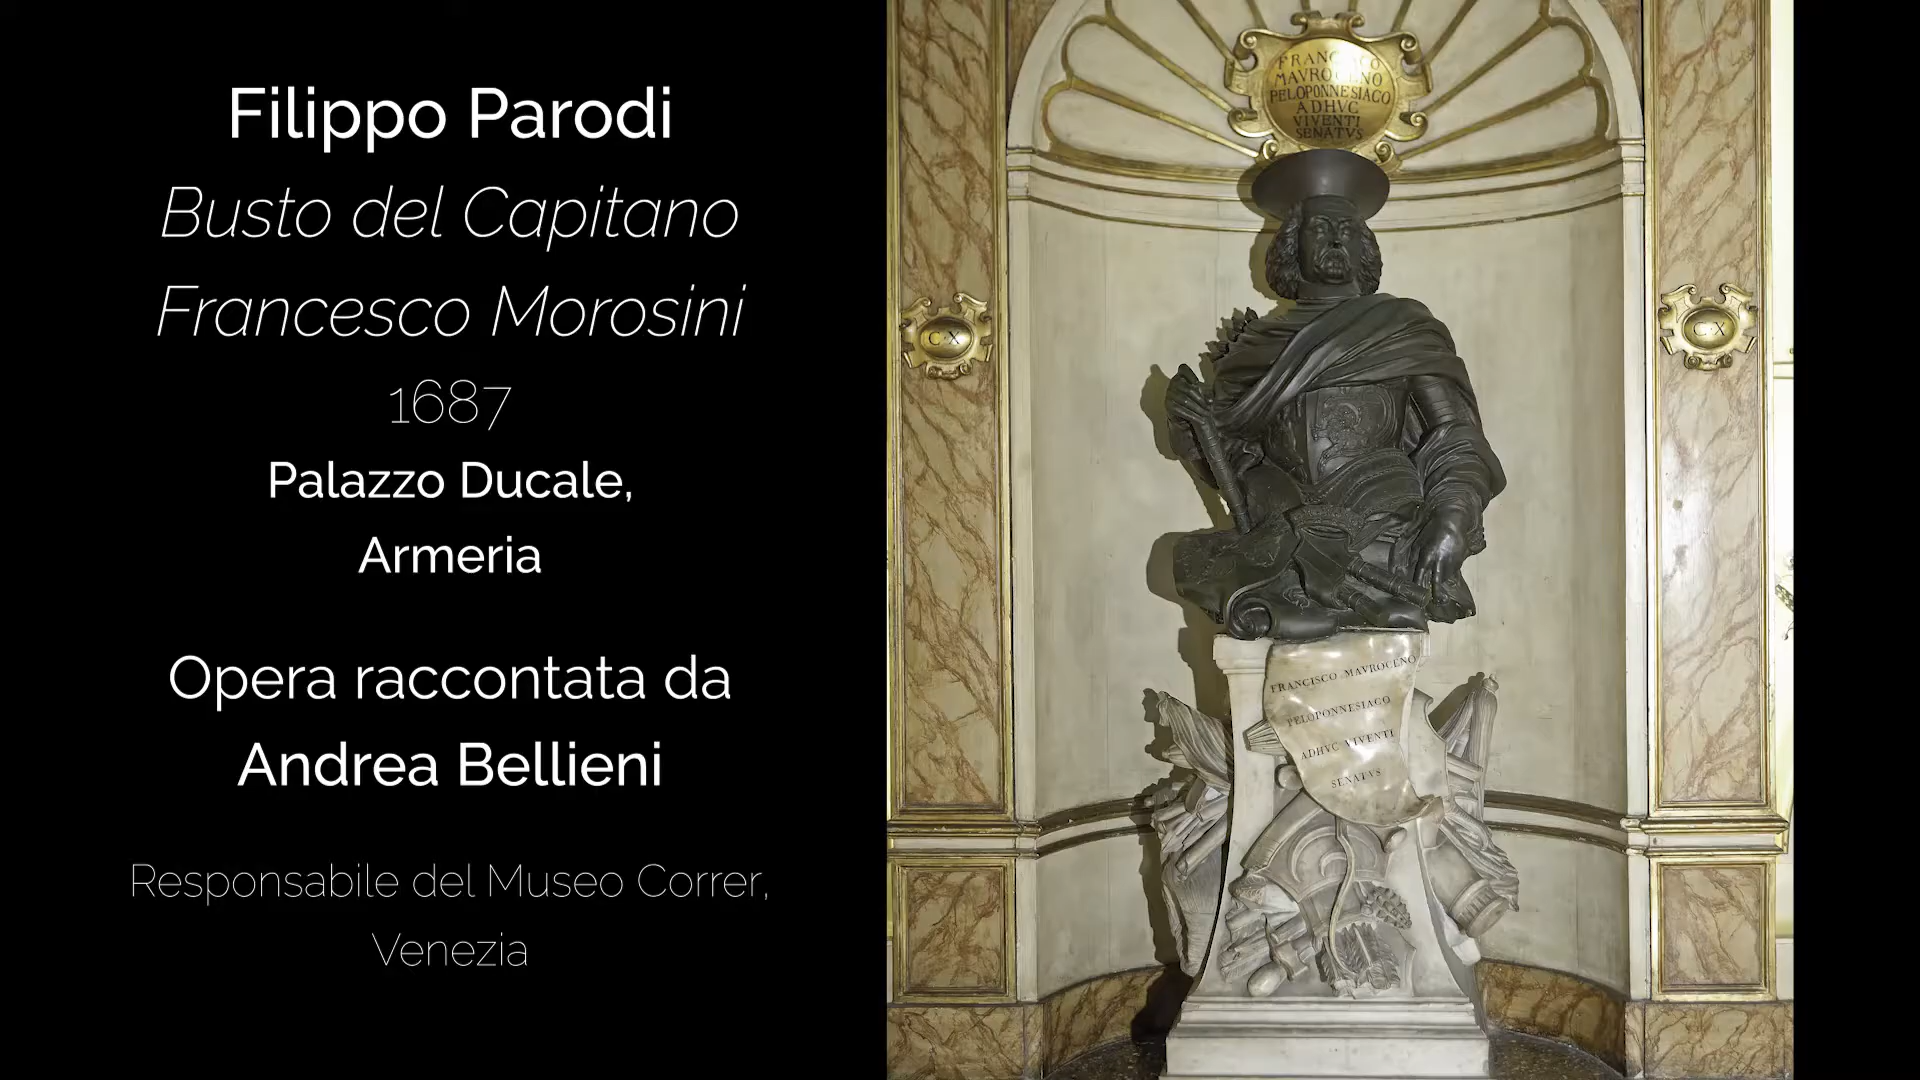 Filippo Parodi
Busto del Capitano
Francesco Morosini
1687
Palazzo Ducale,
Armeria
Opera raccontata da
Andrea Bellieni
Responsabile del Museo Correr,
Venezia
MAVROCENO
PELOPONNESIACO
ADHVC
VIVENTI
SENATVS
C·X
C·X
FRANCISCO MAVROCENO
PELOPONNESIACO
ADHVC VIVENTI
SENATVS